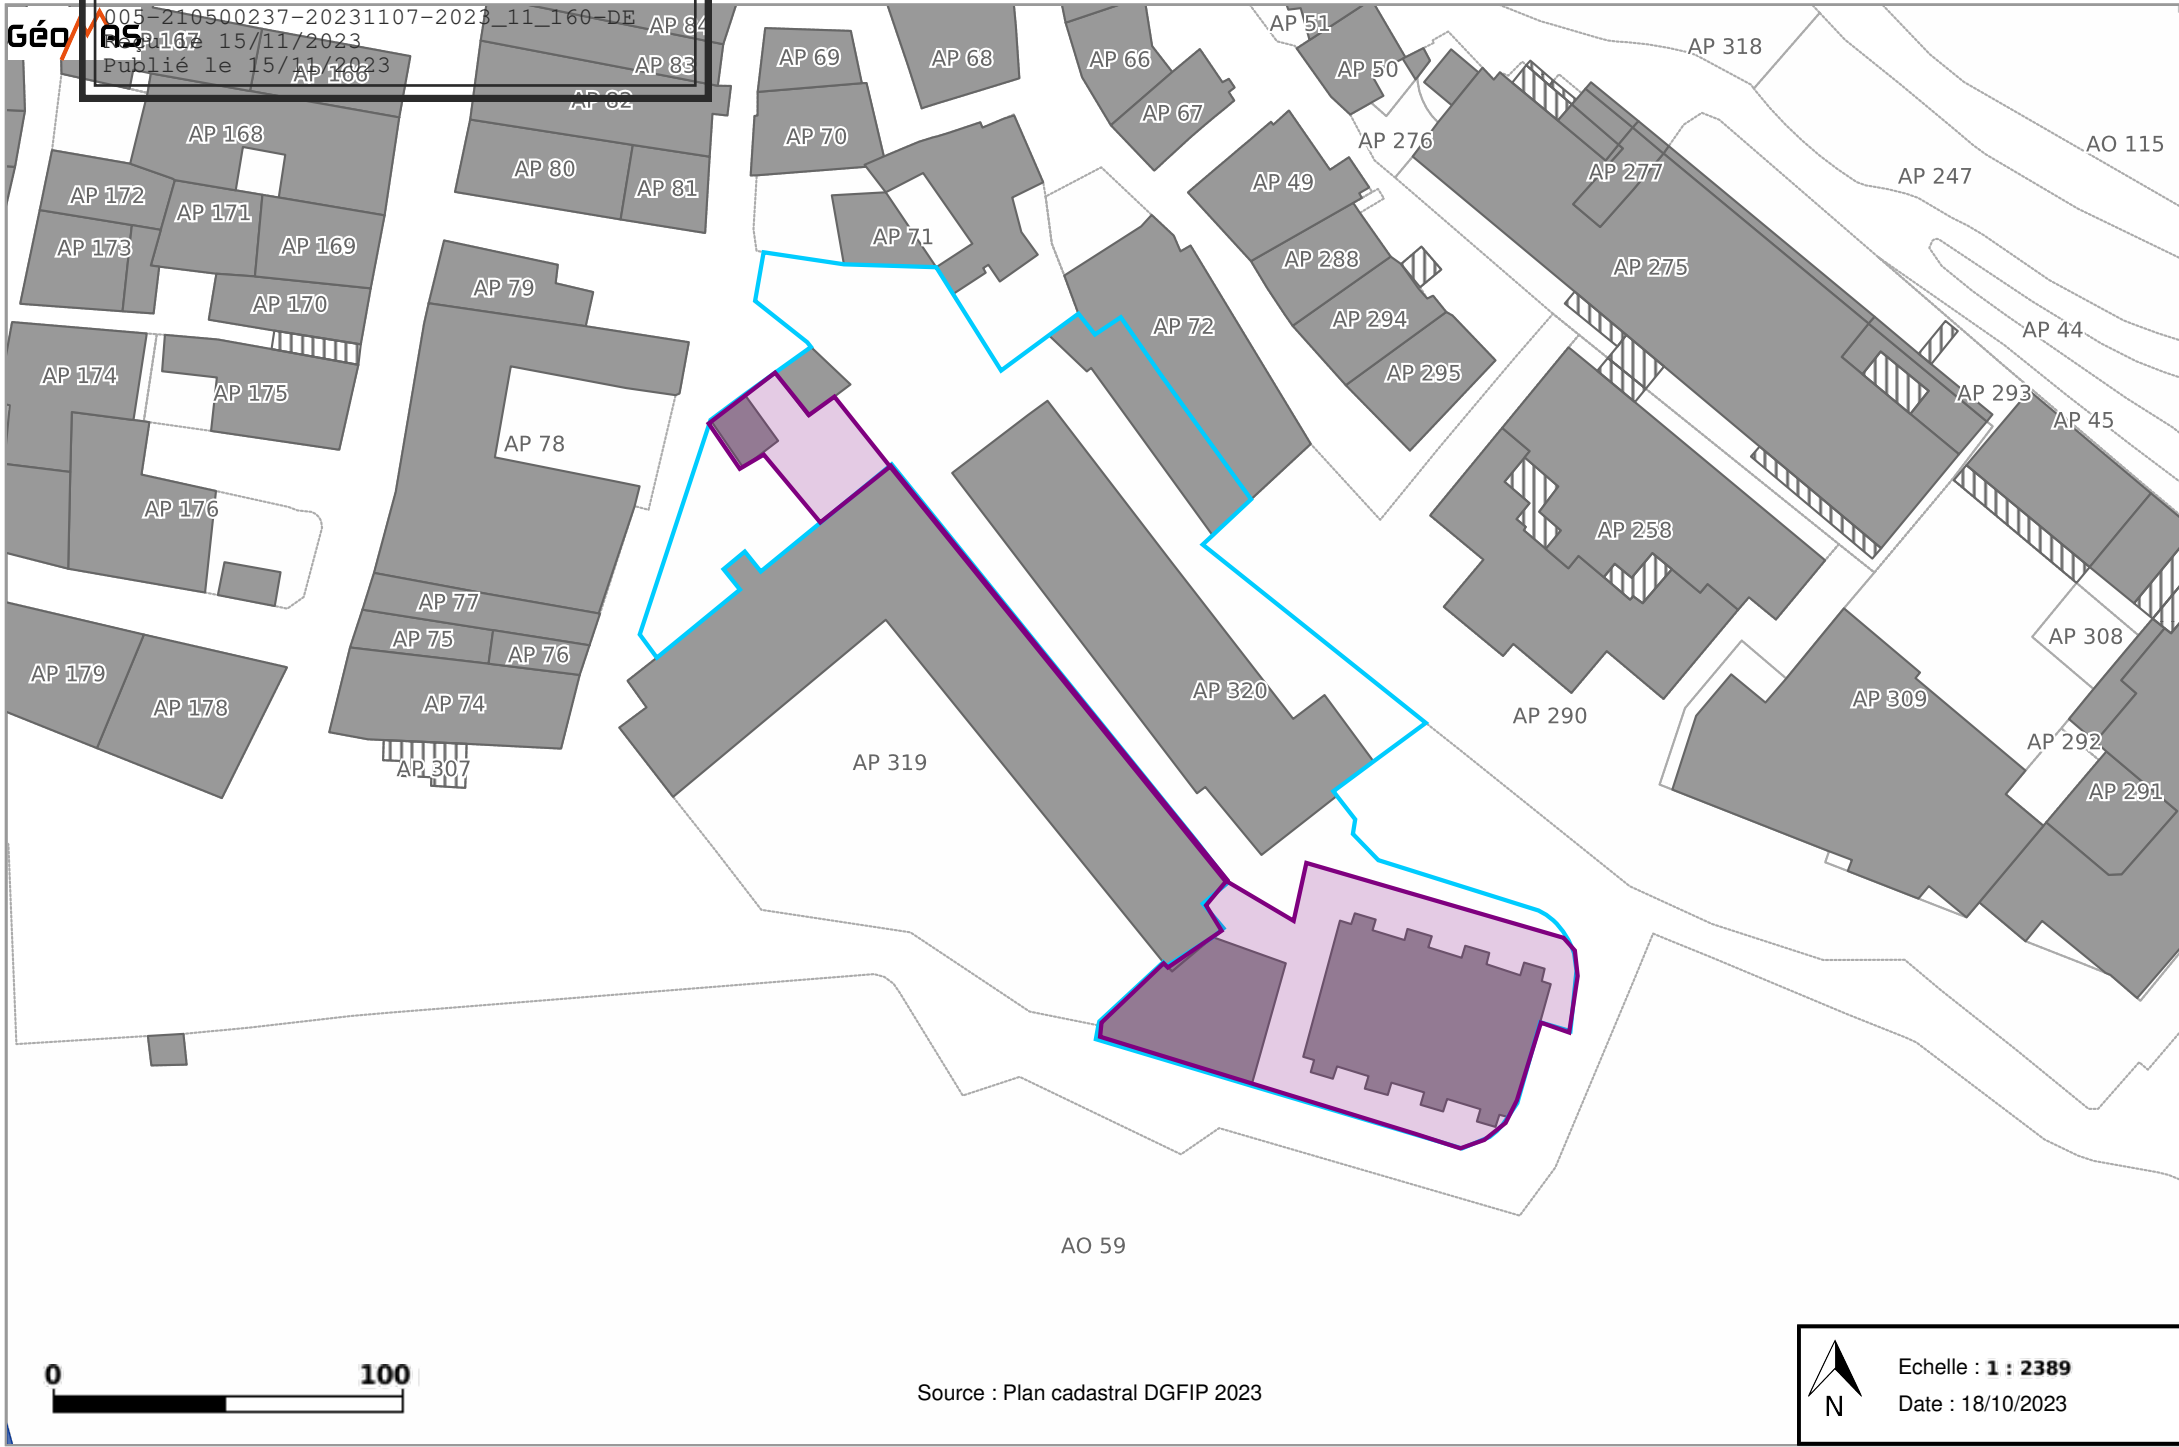 005-210500237-20231107-2023_11_160-DE
GéoMAS
Reçu le 15/11/2023
Publié le 15/11/2023
AP 167
AP 166
AP 84
AP 83
AP 82
AP 69
AP 68
AP 66
AP 51
AP 50
AP 318
AP 168
AP 70
AP 67
AP 276
AO 115
AP 80
AP 81
AP 172
AP 171
AP 49
AP 277
AP 247
AP 173
AP 169
AP 71
AP 288
AP 275
AP 170
AP 79
AP 72
AP 294
AP 44
AP 174
AP 175
AP 295
AP 293
AP 45
AP 78
AP 176
AP 258
AP 77
AP 75
AP 76
AP 308
AP 179
AP 178
AP 74
AP 320
AP 290
AP 309
AP 292
AP 307
AP 319
AP 291
AO 59
0 100
Source : Plan cadastral DGFIP 2023
N
Echelle : 1 : 2389
Date : 18/10/2023